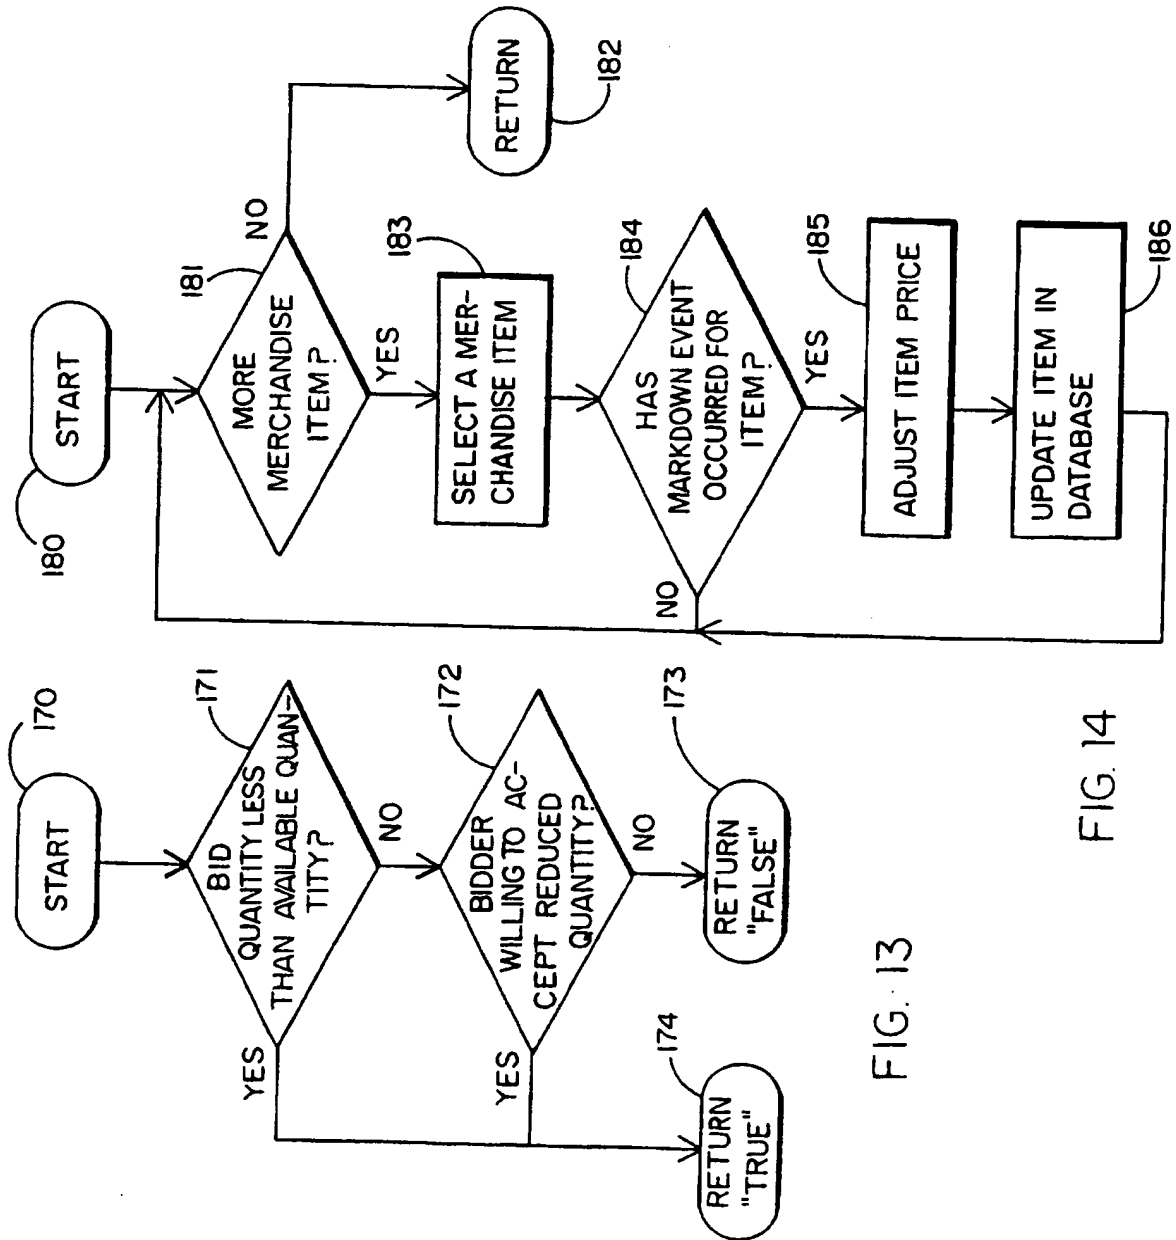 170
START
171
BID
QUANTITY LESS
THAN AVAILABLE QUAN-
TITY?
YES
NO
172
BIDDER
WILLING TO AC-
CEPT REDUCED
QUANTITY?
YES
NO
174
RETURN
"TRUE"
173
RETURN
"FALSE"
FIG. 13
180
START
181
MORE
MERCHANDISE
ITEM?
NO
YES
RETURN
182
183
SELECT A MER-
CHANDISE ITEM
184
HAS
MARKDOWN EVENT
OCCURRED FOR
ITEM?
NO
YES
185
ADJUST ITEM PRICE
186
UPDATE ITEM IN
DATABASE
FIG. 14